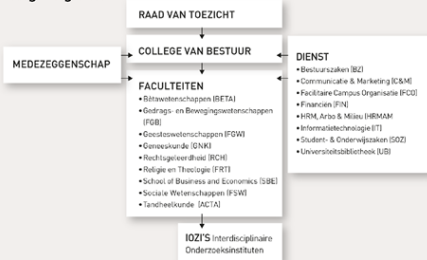 RAAD VAN TOEZICHT
COLLEGE VAN BESTUUR
MEDEZEGGENSCHAP
FACULTEITEN
• Bètawetenschappen (BETA)
• Gedrags- en Bewegingswetenschappen
(FGB)
• Geesteswetenschappen (FGW)
• Geneeskunde (GNK)
• Rechtsgeleerdheid (RCH)
• Religie en Theologie (FRT)
• School of Business and Economics (SBE)
• Sociale Wetenschappen (FSW)
• Tandheelkunde (ACTA)
DIENST
• Bestuurszaken (BZ)
• Communicatie & Marketing (C&M)
• Facilitaire Campus Organisatie (FCO)
• Financiën (FIN)
• HRM, Arbo & Milieu (HRMAM
• Informatietechnologie (IT)
• Student- & Onderwijszaken (SOZ)
• Universiteitsbibliotheek (UB)
IOZI'S Interdisciplinaire
Onderzoeksinstituten